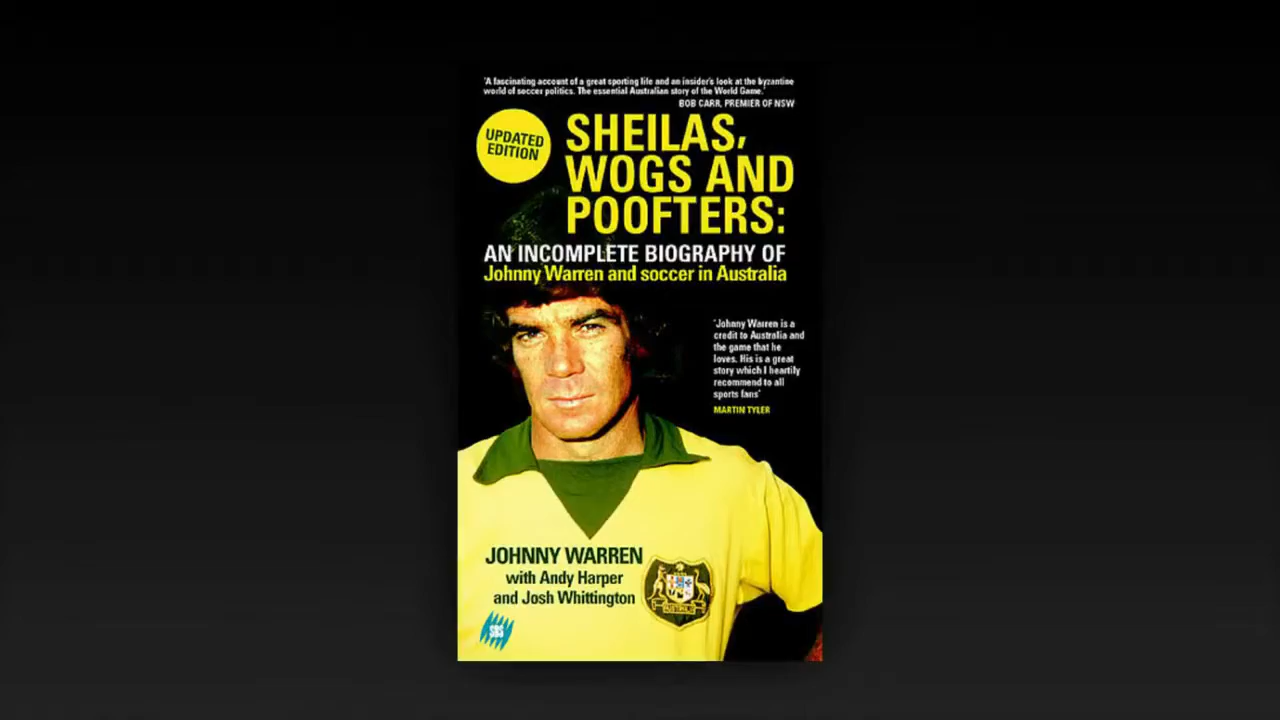 'A fascinating account of a great sporting life and an insider's look at the byzantine
world of soccer politics. The essential Australian story of the World Game.'
BOB CARR, PREMIER OF NSW
UPDATED
EDITION
SHEILAS,
WOGS AND
POOFTERS:
AN INCOMPLETE BIOGRAPHY OF
Johnny Warren and soccer in Australia
'Johnny Warren is a
credit to Australia and
the game that he
loves. His is a great
story which I heartily
recommend to all
sports fans'
MARTIN TYLER
JOHNNY WARREN
with Andy Harper
and Josh Whittington
AUSTRALIA
SBS